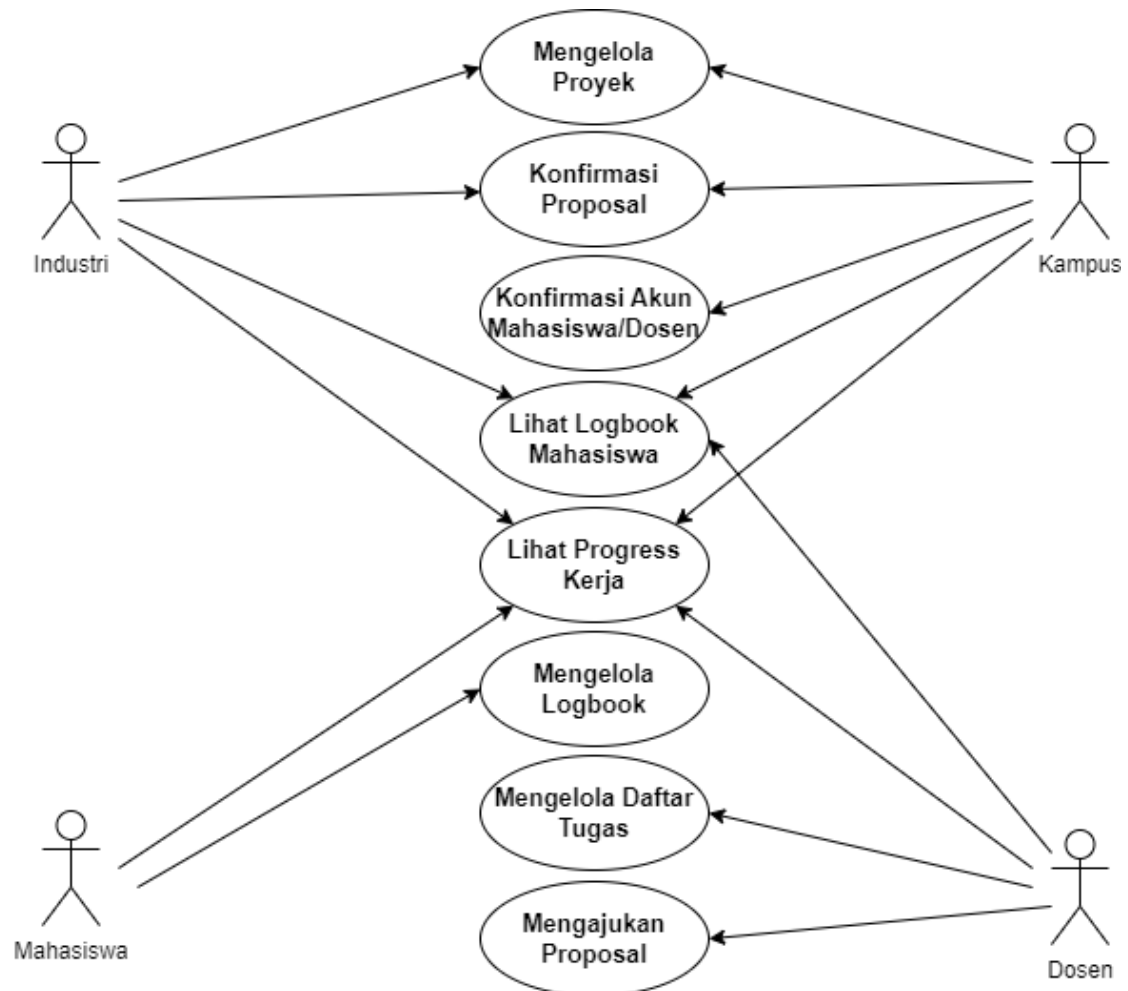 Mengelola
Proyek
Konfirmasi
Proposal
Industri
Kampus
Konfirmasi Akun
Mahasiswa/Dosen
Lihat Logbook
Mahasiswa
Lihat Progress
Kerja
Mengelola
Logbook
Mengelola Daftar
Tugas
Mengajukan
Proposal
Mahasiswa
Dosen